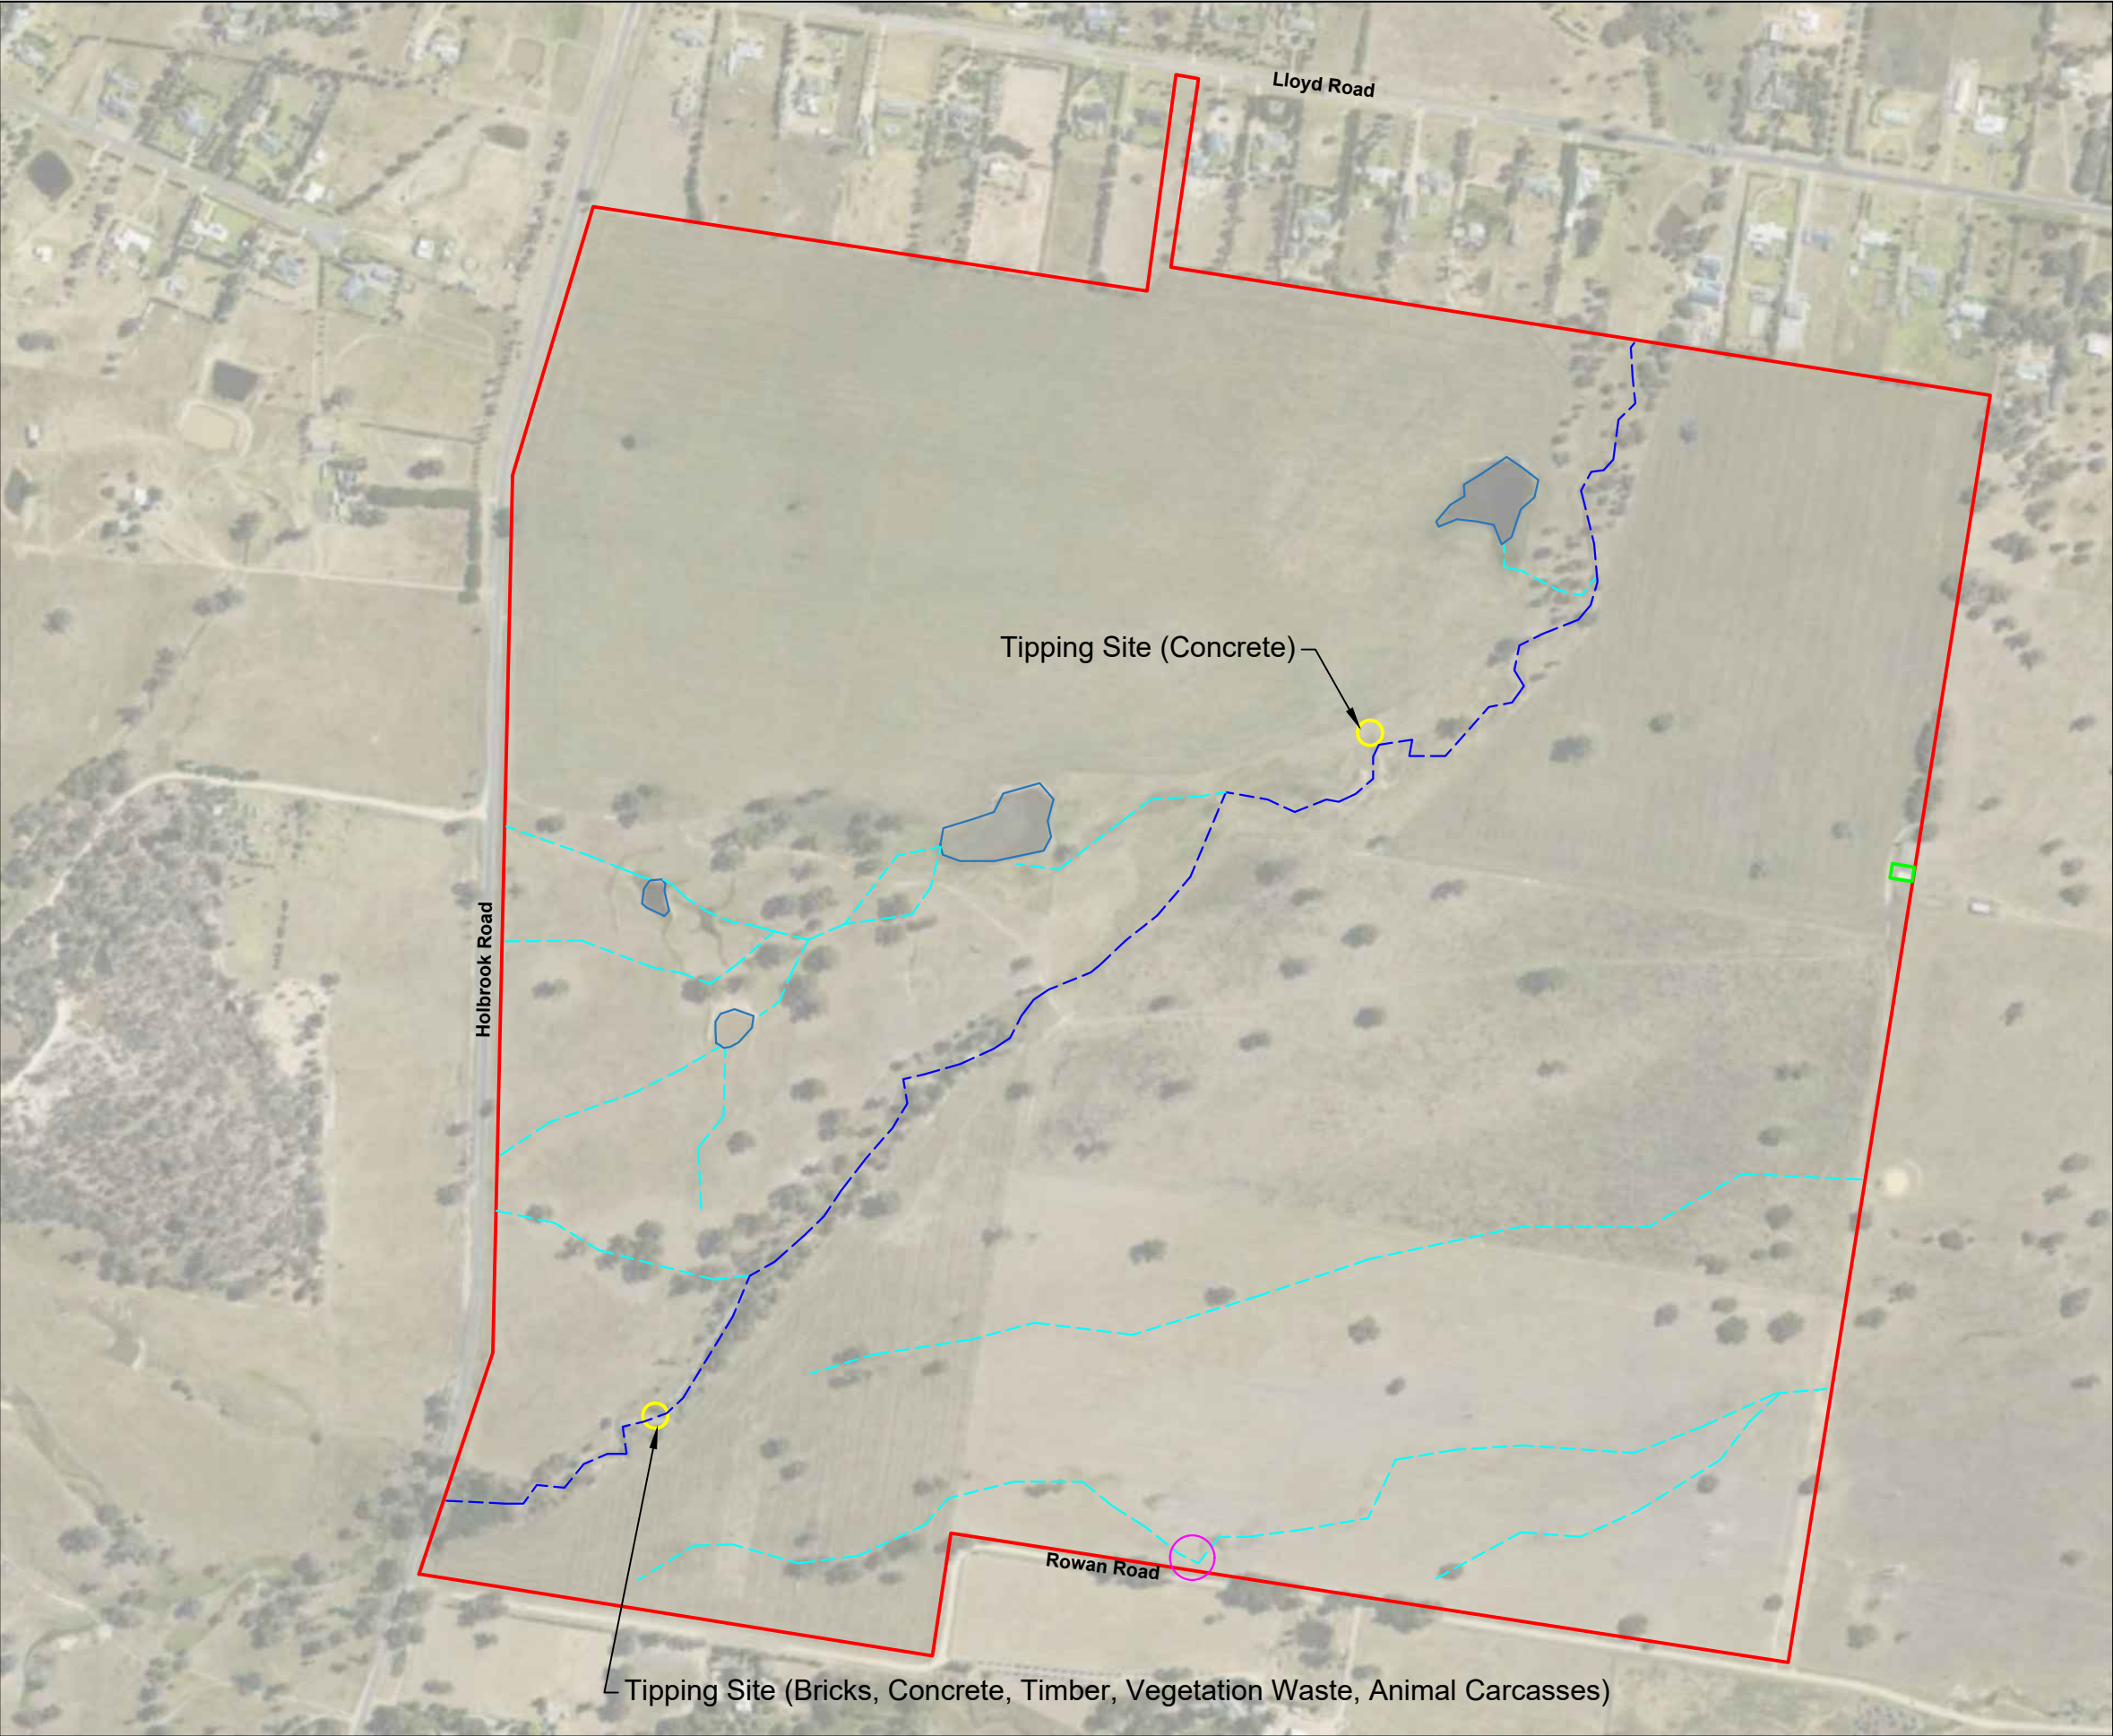 Lloyd Road
Tipping Site (Concrete)
Holbrook Road
Rowan Road
Tipping Site (Bricks, Concrete, Timber, Vegetation Waste, Animal Carcasses)